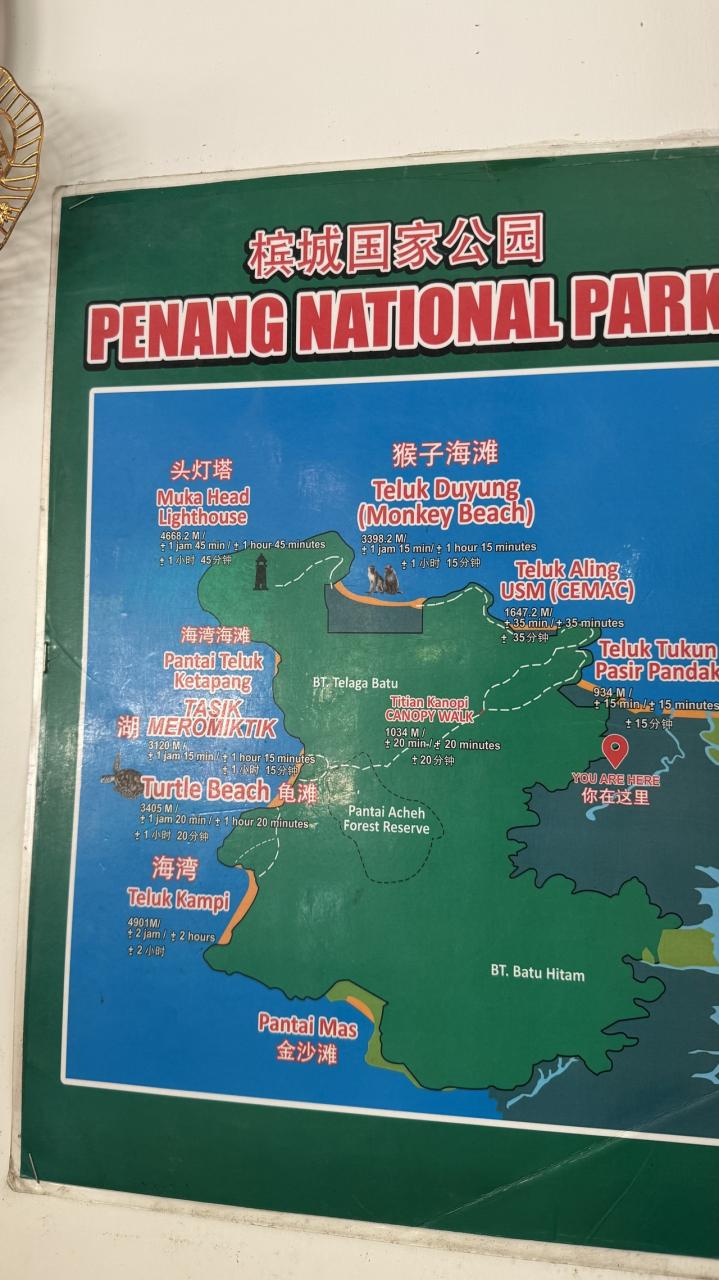 槟城国家公园
PENANG NATIONAL PARK
头灯塔
Muka Head
Lighthouse
4668.2 M /
± 1 jam 45 min / ± 1 hour 45 minutes
± 1 小时 45分钟
猴子海滩
Teluk Duyung
(Monkey Beach)
3398.2 M /
± 1 jam 15 min/ ± 1 hour 15 minutes
± 1 小时 15分钟
Teluk Aling
USM (CEMAC)
1647.2 M/
± 35 min / ± 35 minutes
± 35分钟
Teluk Tukun
Pasir Pandak
934 M /
± 15 min / ± 15 minutes
± 15分钟
YOU ARE HERE
你在这里
海湾海滩
Pantai Teluk
Ketapang
BT. Telaga Batu
Titian Kanopi
CANOPY WALK
1034 M /
± 20 min / ± 20 minutes
± 20分钟
湖
TASIK
MEROMIKTIK
3120 M /
± 1 jam 15 min / ± 1 hour 15 minutes
± 1 小时 15分钟
Turtle Beach 龟滩
3405 M /
± 1 jam 20 min / ± 1 hour 20 minutes
± 1 小时 20分钟
Pantai Acheh
Forest Reserve
海湾
Teluk Kampi
4901M/
± 2 jam / ± 2 hours
± 2 小时
BT. Batu Hitam
Pantai Mas
金沙滩